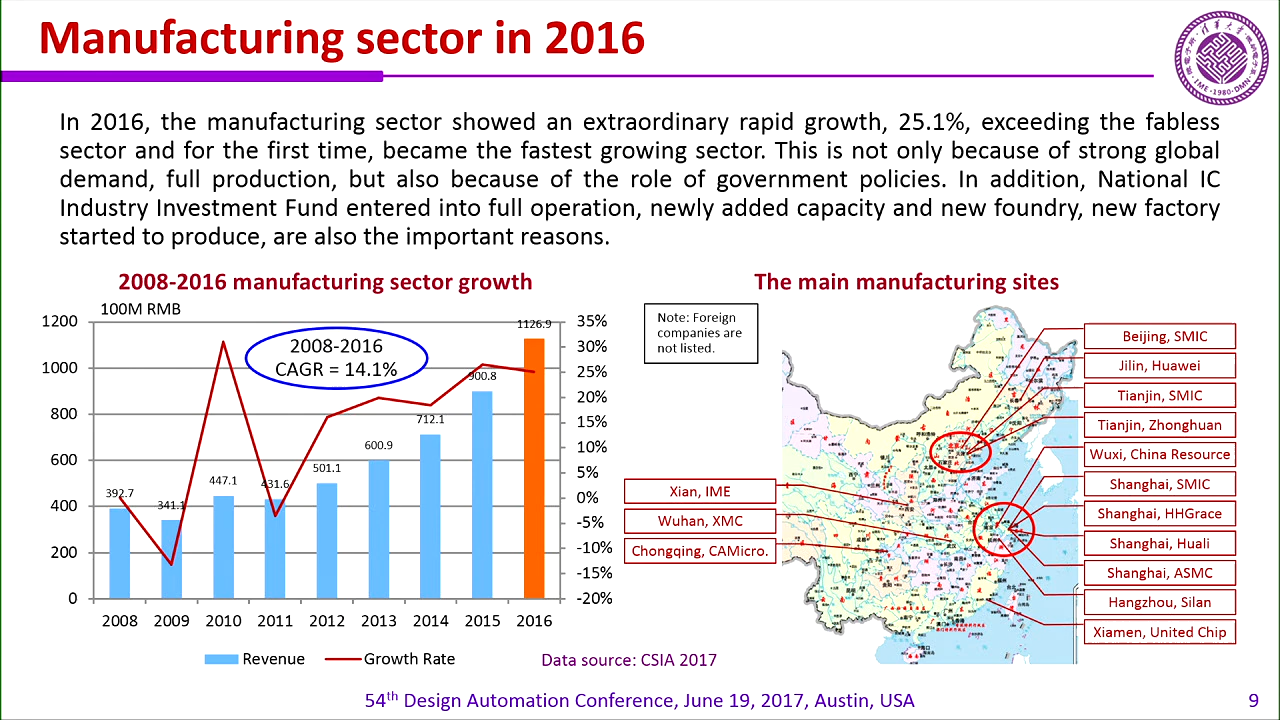 Manufacturing sector in 2016
In 2016, the manufacturing sector showed an extraordinary rapid growth, 25.1%, exceeding the fabless
sector and for the first time, became the fastest growing sector. This is not only because of strong global
demand, full production, but also because of the role of government policies. In addition, National IC
Industry Investment Fund entered into full operation, newly added capacity and new foundry, new factory
started to produce, are also the important reasons.
2008-2016 manufacturing sector growth
100M RMB
1200
1000
800
600
400
200
0
35%
30%
25%
20%
15%
10%
5%
0%
-5%
-10%
-15%
-20%
2008-2016
CAGR = 14.1%
392.7
341.1
447.1
431.6
501.1
600.9
712.1
900.8
1126.9
2008 2009 2010 2011 2012 2013 2014 2015 2016
Revenue
Growth Rate
The main manufacturing sites
Note: Foreign
companies are
not listed.
Xian, IME
Wuhan, XMC
Chongqing, CAMicro.
Beijing, SMIC
Jilin, Huawei
Tianjin, SMIC
Tianjin, Zhonghuan
Wuxi, China Resource
Shanghai, SMIC
Shanghai, HHGrace
Shanghai, Huali
Shanghai, ASMC
Hangzhou, Silan
Xiamen, United Chip
Data source: CSIA 2017
54th Design Automation Conference, June 19, 2017, Austin, USA
9